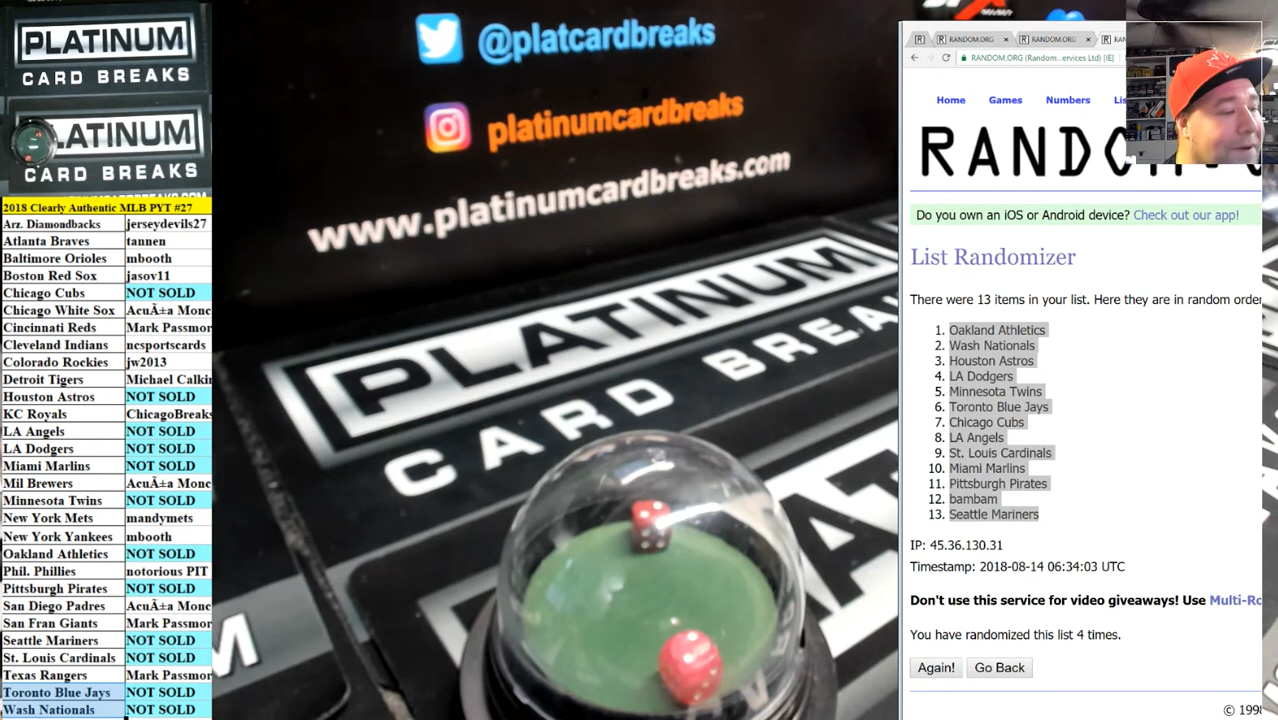 PLATINUM
CARD BREAKS
LATINUM
CARD BREAKS
2018 Clearly Authentic MLB PYT #27
Arz. Diamondbacks jerseydevils27
Atlanta Braves tannen
Baltimore Orioles mbooth
Boston Red Sox jasov11
Chicago Cubs NOT SOLD
Chicago White Sox AcuÃ±a Monc
Cincinnati Reds Mark Passmor
Cleveland Indians ncsportscards
Colorado Rockies jw2013
Detroit Tigers Michael Calkin
Houston Astros NOT SOLD
KC Royals ChicagoBreaks
LA Angels NOT SOLD
LA Dodgers NOT SOLD
Miami Marlins NOT SOLD
Mil Brewers AcuÃ±a Monc
Minnesota Twins NOT SOLD
New York Mets mandymets
New York Yankees mbooth
Oakland Athletics NOT SOLD
Phil. Phillies notorious PIT
Pittsburgh Pirates NOT SOLD
San Diego Padres AcuÃ±a Monc
San Fran Giants Mark Passmor
Seattle Mariners NOT SOLD
St. Louis Cardinals NOT SOLD
Texas Rangers Mark Passmor
Toronto Blue Jays NOT SOLD
Wash Nationals NOT SOLD
@platcardbreaks
platinumcardbreaks
www.platinumcardbreaks.com
PLATINUM
CARD BREA
RANDOM.ORG
RANDOM.ORG
RANDOM.ORG (Random...ervices Ltd) [IE]
Home Games Numbers
RANDO
Do you own an iOS or Android device? Check out our app!
List Randomizer
There were 13 items in your list. Here they are in random order
1. Oakland Athletics
2. Wash Nationals
3. Houston Astros
4. LA Dodgers
5. Minnesota Twins
6. Toronto Blue Jays
7. Chicago Cubs
8. LA Angels
9. St. Louis Cardinals
10. Miami Marlins
11. Pittsburgh Pirates
12. bambam
13. Seattle Mariners
IP: 45.36.130.31
Timestamp: 2018-08-14 06:34:03 UTC
Don't use this service for video giveaways! Use Multi-Ro
You have randomized this list 4 times.
Again! Go Back
© 199